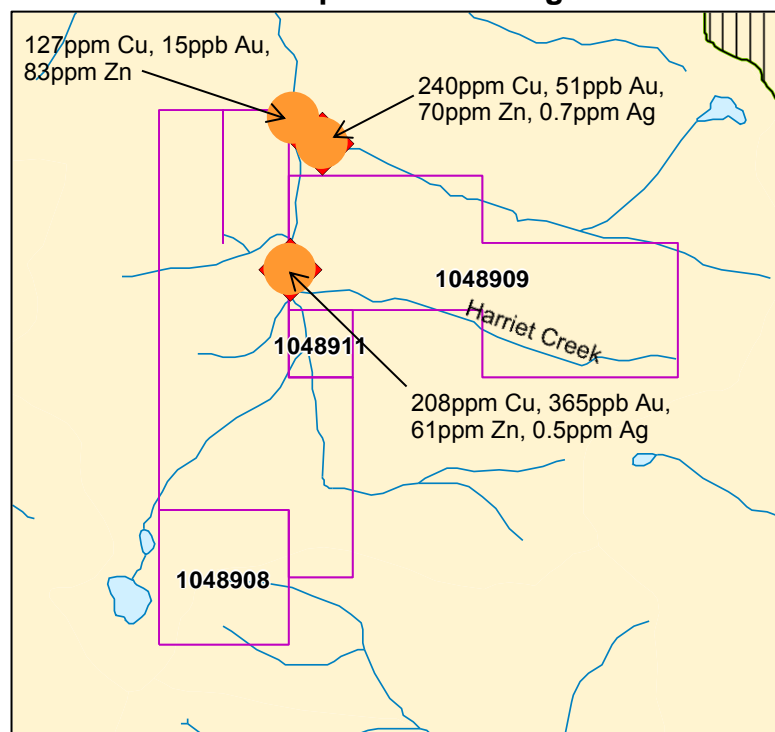 127ppm Cu, 15ppb Au,
83ppm Zn
240ppm Cu, 51ppb Au,
70ppm Zn, 0.7ppm Ag
1048909
Harriet Creek
1048911
208ppm Cu, 365ppb Au,
61ppm Zn, 0.5ppm Ag
1048908